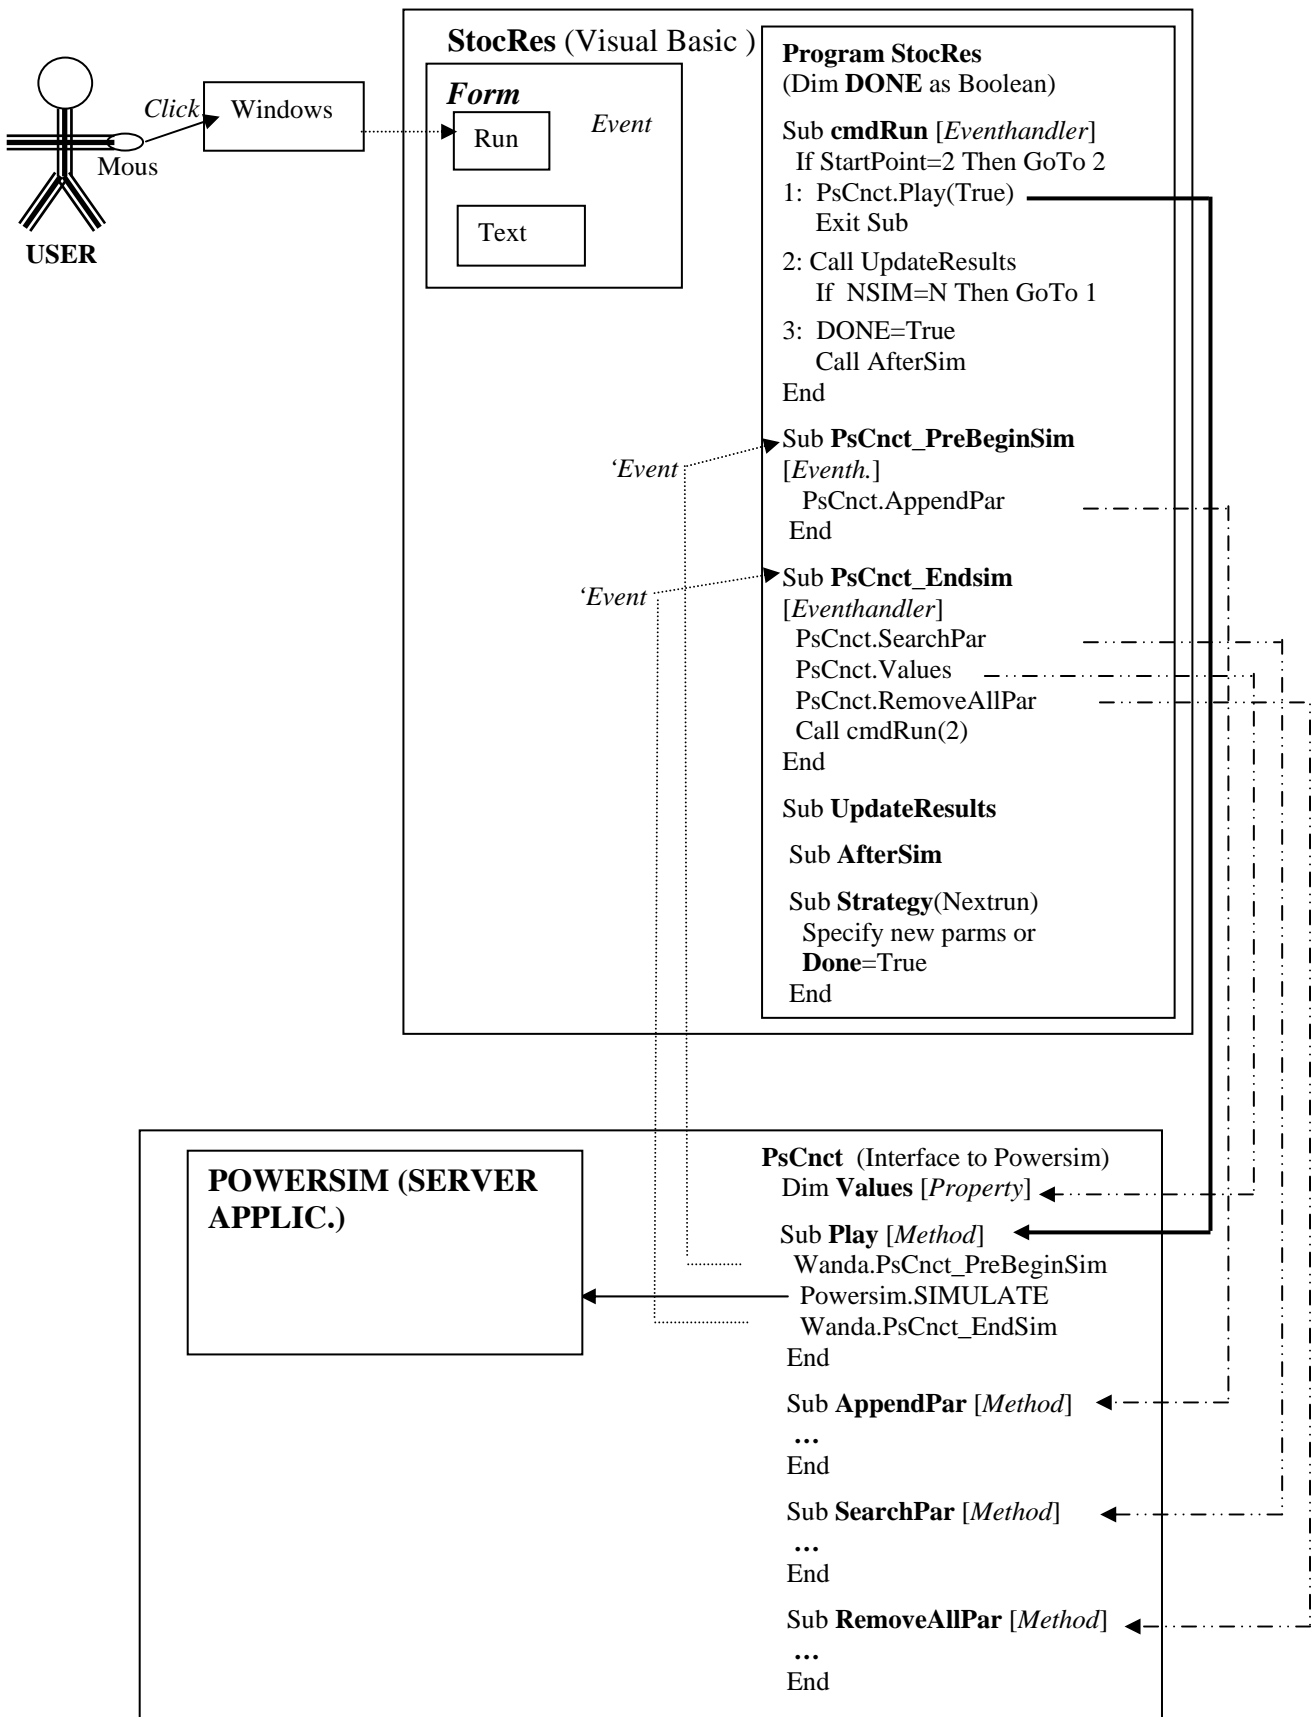 StocRes (Visual Basic )
Form
Run
Event
Text
Click
Windows
Mous
USER
Program StocRes
(Dim DONE as Boolean)
Sub cmdRun [Eventhandler]
If StartPoint=2 Then GoTo 2
1: PsCnct.Play(True)
Exit Sub
2: Call UpdateResults
If NSIM=N Then GoTo 1
3: DONE=True
Call AfterSim
End
Sub PsCnct_PreBeginSim
[Eventh.]
PsCnct.AppendPar
End
‘Event
Sub PsCnct_Endsim
[Eventhandler]
PsCnct.SearchPar
PsCnct.Values
PsCnct.RemoveAllPar
Call cmdRun(2)
End
‘Event
Sub UpdateResults
Sub AfterSim
Sub Strategy(Nextrun)
Specify new parms or
Done=True
End
POWERSIM (SERVER
APPLIC.)
PsCnct (Interface to Powersim)
Dim Values [Property]
Sub Play [Method]
Wanda.PsCnct_PreBeginSim
Powersim.SIMULATE
Wanda.PsCnct_EndSim
End
Sub AppendPar [Method]
...
End
Sub SearchPar [Method]
...
End
Sub RemoveAllPar [Method]
...
End